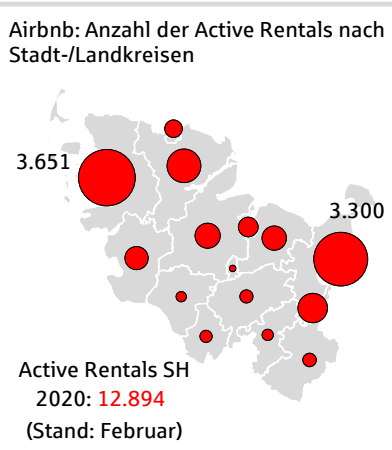 Airbnb: Anzahl der Active Rentals nach
Stadt-/Landkreisen
3.651
3.300
Active Rentals SH
2020: 12.894
(Stand: Februar)